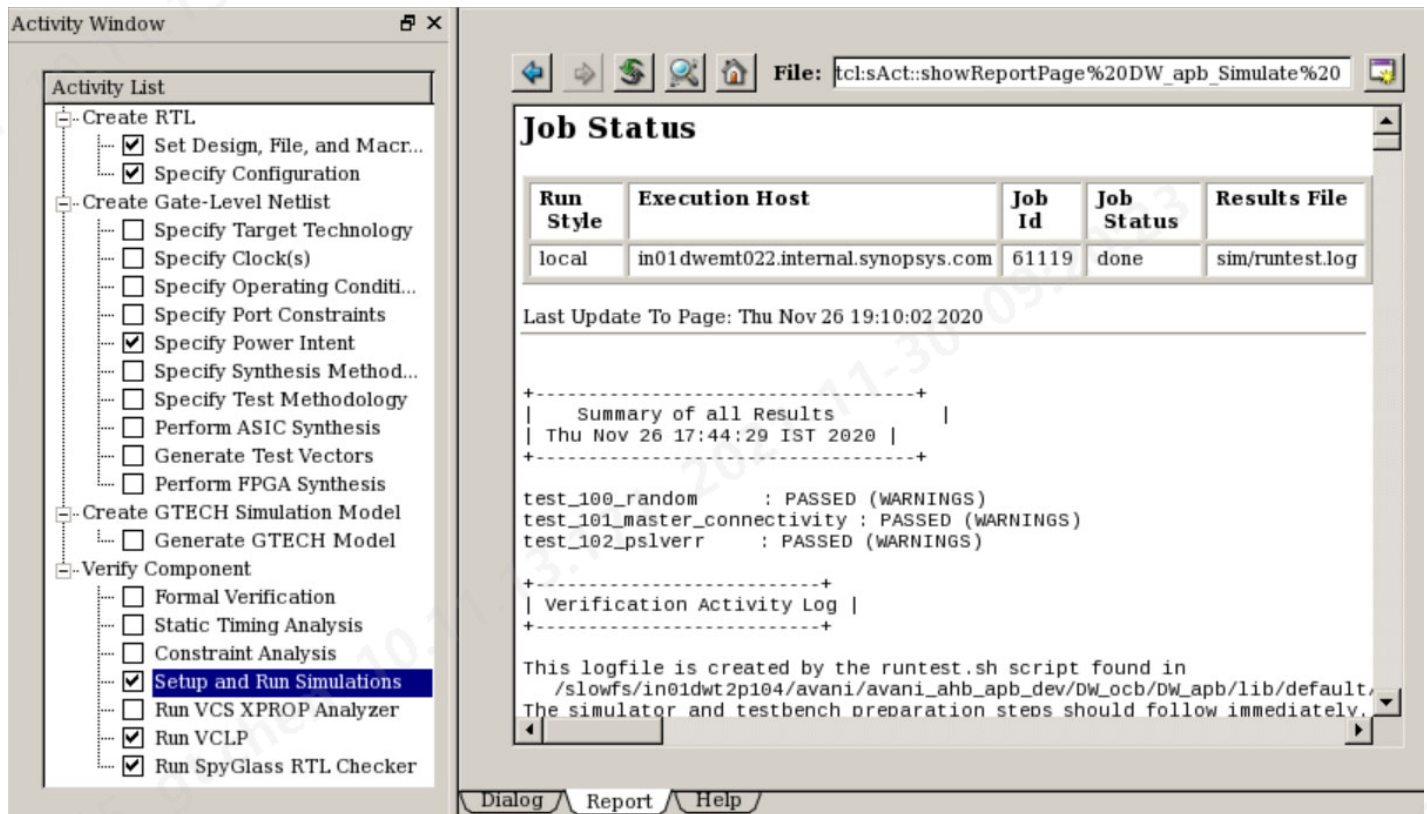 Activity Window
Activity List
Create RTL
Set Design, File, and Macr...
Specify Configuration
Create Gate-Level Netlist
Specify Target Technology
Specify Clock(s)
Specify Operating Conditi...
Specify Port Constraints
Specify Power Intent
Specify Synthesis Method...
Specify Test Methodology
Perform ASIC Synthesis
Generate Test Vectors
Perform FPGA Synthesis
Create GTECH Simulation Model
Generate GTECH Model
Verify Component
Formal Verification
Static Timing Analysis
Constraint Analysis
Setup and Run Simulations
Run VCS XPROP Analyzer
Run VCLP
Run SpyGlass RTL Checker
File: tcl:sAct::showReportPage%20DW_apb_Simulate%20
Job Status
Run Style Execution Host Job Id Job Status Results File
local in01dwemt022.internal.synopsys.com 61119 done sim/runtest.log
Last Update To Page: Thu Nov 26 19:10:02 2020
+----------------------------------+
| Summary of all Results |
| Thu Nov 26 17:44:29 IST 2020 |
+----------------------------------+
test_100_random : PASSED (WARNINGS)
test_101_master_connectivity : PASSED (WARNINGS)
test_102_pslverr : PASSED (WARNINGS)
+--------------------------+
| Verification Activity Log |
+--------------------------+
This logfile is created by the runtest.sh script found in
/slowfs/in01dwt2p104/avani/avani_ahb_apb_dev/DW_ocb/DW_apb/lib/default/
The simulator and testbench preparation steps should follow immediately,
Dialog Report Help